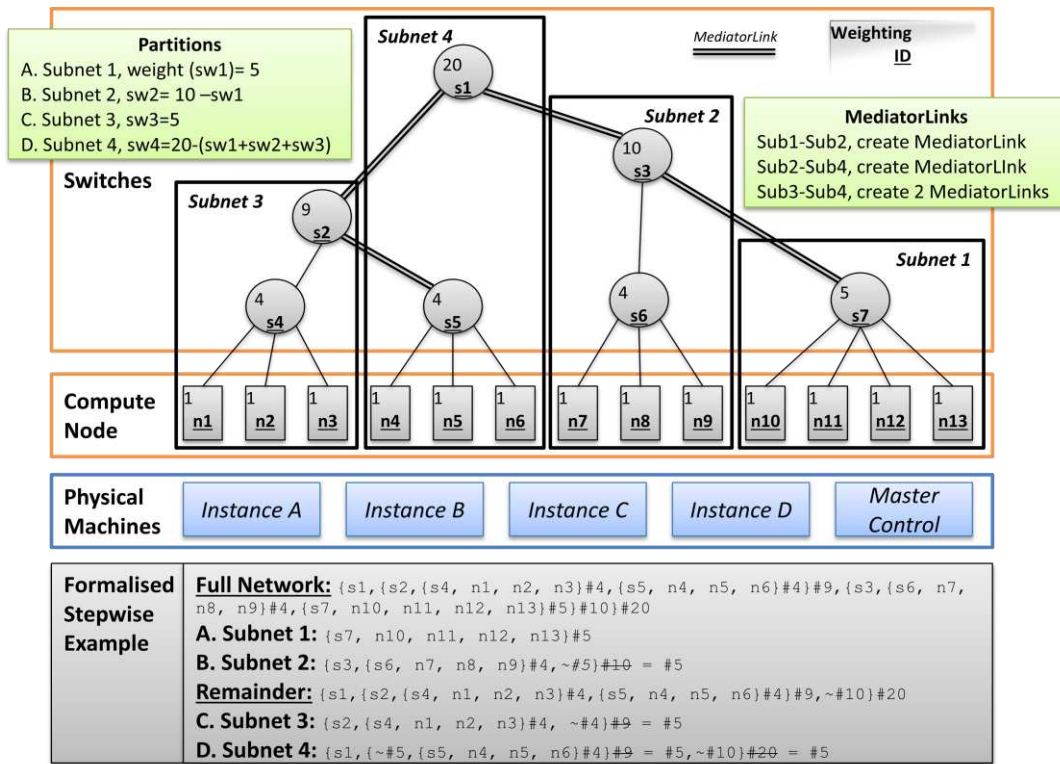 Partitions
A. Subnet 1, weight (sw1)= 5
B. Subnet 2, sw2= 10 –sw1
C. Subnet 3, sw3=5
D. Subnet 4, sw4=20-(sw1+sw2+sw3)
Switches
Subnet 4
20
s1
MediatorLink
Weighting
ID
Subnet 2
10
s3
MediatorLinks
Sub1-Sub2, create MediatorLink
Sub2-Sub4, create MediatorLInk
Sub3-Sub4, create 2 MediatorLinks
Subnet 3
9
s2
Subnet 1
4
s4
4
s5
4
s6
5
s7
Compute
Node
1
n1
1
n2
1
n3
1
n4
1
n5
1
n6
1
n7
1
n8
1
n9
1
n10
1
n11
1
n12
1
n13
Physical
Machines
Instance A
Instance B
Instance C
Instance D
Master
Control
Formalised
Stepwise
Example
Full Network: {s1,{s2,{s4, n1, n2, n3}#4,{s5, n4, n5, n6}#4}#9,{s3,{s6, n7,
n8, n9}#4,{s7, n10, n11, n12, n13}#5}#10}#20
A. Subnet 1: {s7, n10, n11, n12, n13}#5
B. Subnet 2: {s3,{s6, n7, n8, n9}#4,~#5}#10 = #5
Remainder: {s1,{s2,{s4, n1, n2, n3}#4,{s5, n4, n5, n6}#4}#9,~#10}#20
C. Subnet 3: {s2,{s4, n1, n2, n3}#4, ~#4}#9 = #5
D. Subnet 4: {s1,{~#5,{s5, n4, n5, n6}#4}#9 = #5,~#10}#20 = #5